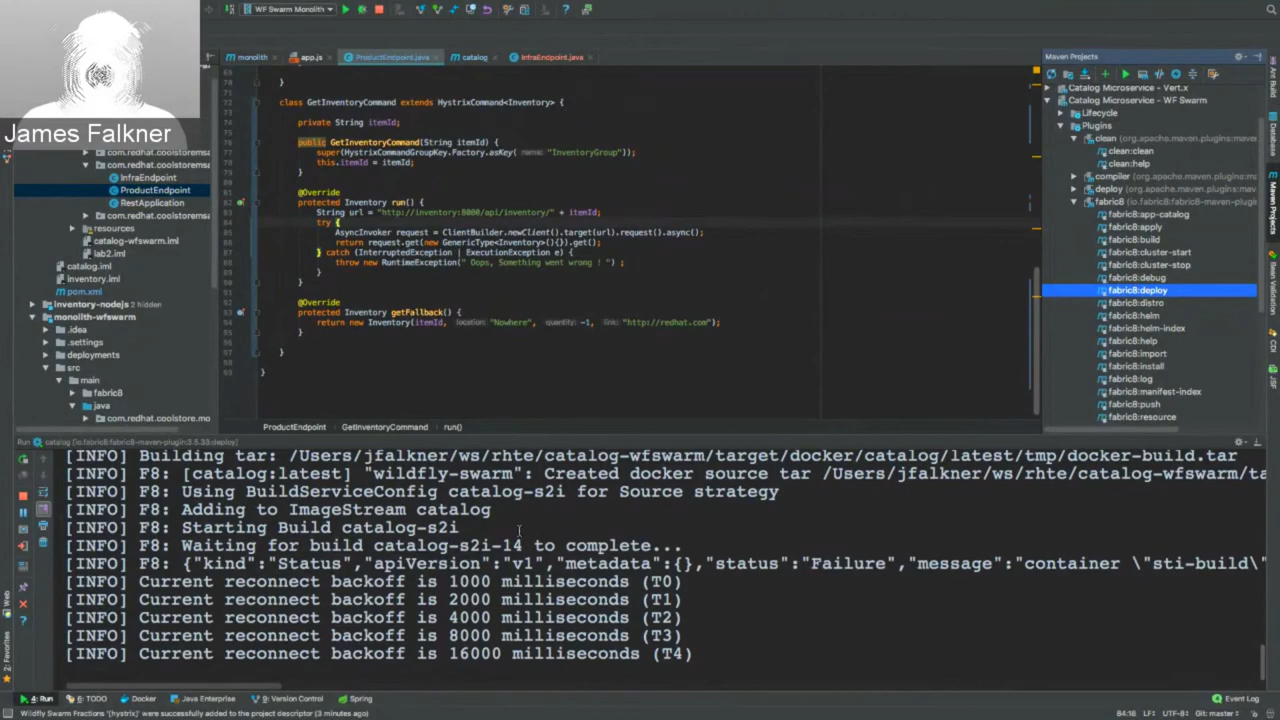 WF Swarm Monolith
James Falkner
monolith
app.js
ProductEndpoint.java
catalog
InfraEndpoint.java
com.redhat.coolstoremsa
com.redhat.coolstoremsa
InfraEndpoint
ProductEndpoint
RestApplication
resources
catalog-wfswarm.iml
lab2.iml
catalog.iml
inventory.iml
pom.xml
inventory-nodejs 2 hidden
monolith-wfswarm
.idea
.settings
deployments
src
main
fabric8
java
com.redhat.coolstore.mo
}
class GetInventoryCommand extends HystrixCommand<Inventory> {
private String itemId;
public GetInventoryCommand(String itemId) {
super(HystrixCommandGroupKey.Factory.asKey( name: "InventoryGroup"));
this.itemId = itemId;
}
@Override
protected Inventory run() {
String url = "http://inventory:8080/api/inventory/" + itemId;
try {
AsyncInvoker request = ClientBuilder.newClient().target(url).request().async();
return request.get(new GenericType<Inventory>(){}).get();
} catch (InterruptedException | ExecutionException e) {
throw new RuntimeException(" Oops, Something went wrong ! ") ;
}
}
@Override
protected Inventory getFallback() {
return new Inventory(itemId, location: "Nowhere", quantity: -1, link: "http://redhat.com");
}
}
}
ProductEndpoint GetInventoryCommand run()
Maven Projects
Catalog Microservice - Vert.x
Catalog Microservice - WF Swarm
Lifecycle
Plugins
clean (org.apache.maven.plugins:ma
clean:clean
clean:help
compiler (org.apache.maven.plugins:
deploy (org.apache.maven.plugins:m
fabric8 (io.fabric8:fabric8-maven-plugi
fabric8:app-catalog
fabric8:apply
fabric8:build
fabric8:cluster-start
fabric8:cluster-stop
fabric8:debug
fabric8:deploy
fabric8:distro
fabric8:helm
fabric8:helm-index
fabric8:help
fabric8:import
fabric8:install
fabric8:log
fabric8:manifest-index
fabric8:push
fabric8:resource
Ant Build
Database
Maven Projects
Bean Validation
CDI
JSF
Run catalog [io.fabric8:fabric8-maven-plugin:3.5.33:deploy]
[INFO] Building tar: /Users/jfalkner/ws/rhte/catalog-wfswarm/target/docker/catalog/latest/tmp/docker-build.tar
[INFO] F8: [catalog:latest] "wildfly-swarm": Created docker source tar /Users/jfalkner/ws/rhte/catalog-wfswarm/ta
[INFO] F8: Using BuildServiceConfig catalog-s2i for Source strategy
[INFO] F8: Adding to ImageStream catalog
[INFO] F8: Starting Build catalog-s2i
[INFO] F8: Waiting for build catalog-s2i-14 to complete...
[INFO] F8: {"kind":"Status","apiVersion":"v1","metadata":{},"status":"Failure","message":"container \"sti-build\"
[INFO] Current reconnect backoff is 1000 milliseconds (T0)
[INFO] Current reconnect backoff is 2000 milliseconds (T1)
[INFO] Current reconnect backoff is 4000 milliseconds (T2)
[INFO] Current reconnect backoff is 8000 milliseconds (T3)
[INFO] Current reconnect backoff is 16000 milliseconds (T4)
Web
2: Favorites
4: Run 6: TODO Docker Java Enterprise 9: Version Control Spring Event Log
Wildfly Swarm Fractions 'hystrix' were successfully added to the project descriptor (3 minutes ago) 84:18 LF÷ UTF-8÷ Git: master÷